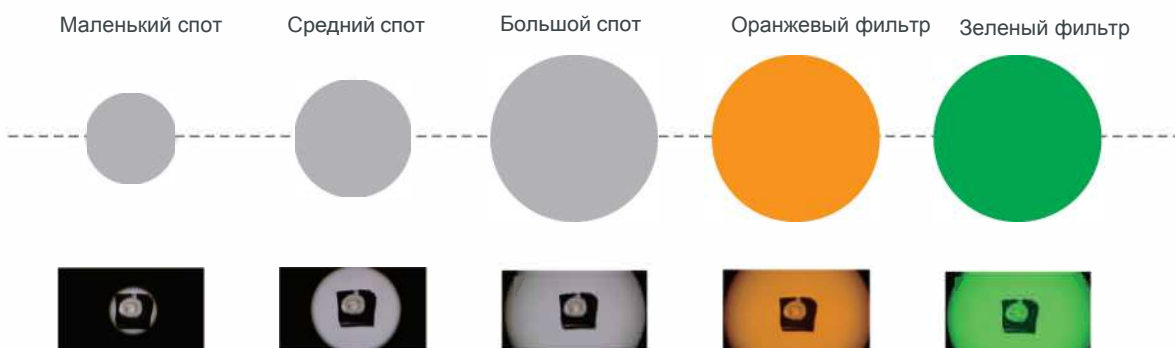 Маленький спот
Средний спот
Большой спот
Оранжевый фильтр
Зеленый фильтр